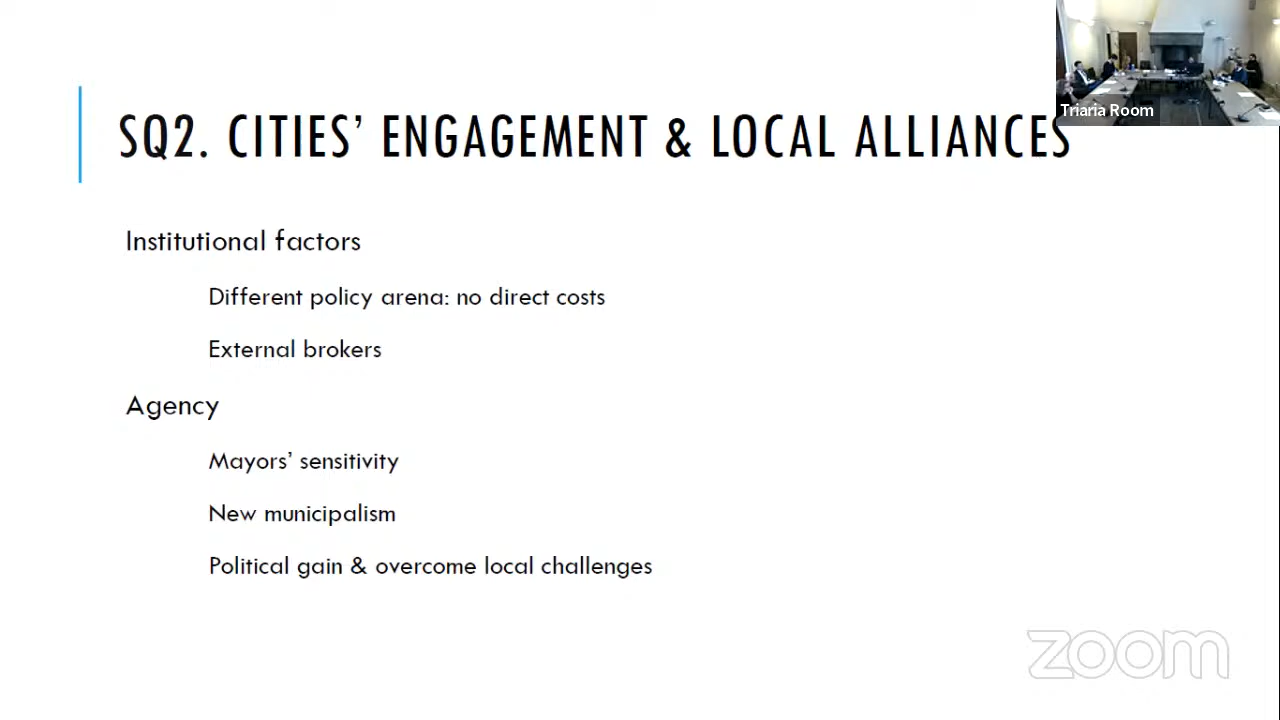 Triaria Room
SQ2. CITIES’ ENGAGEMENT & LOCAL ALLIANCES
Institutional factors
Different policy arena: no direct costs
External brokers
Agency
Mayors’ sensitivity
New municipalism
Political gain & overcome local challenges
zoom